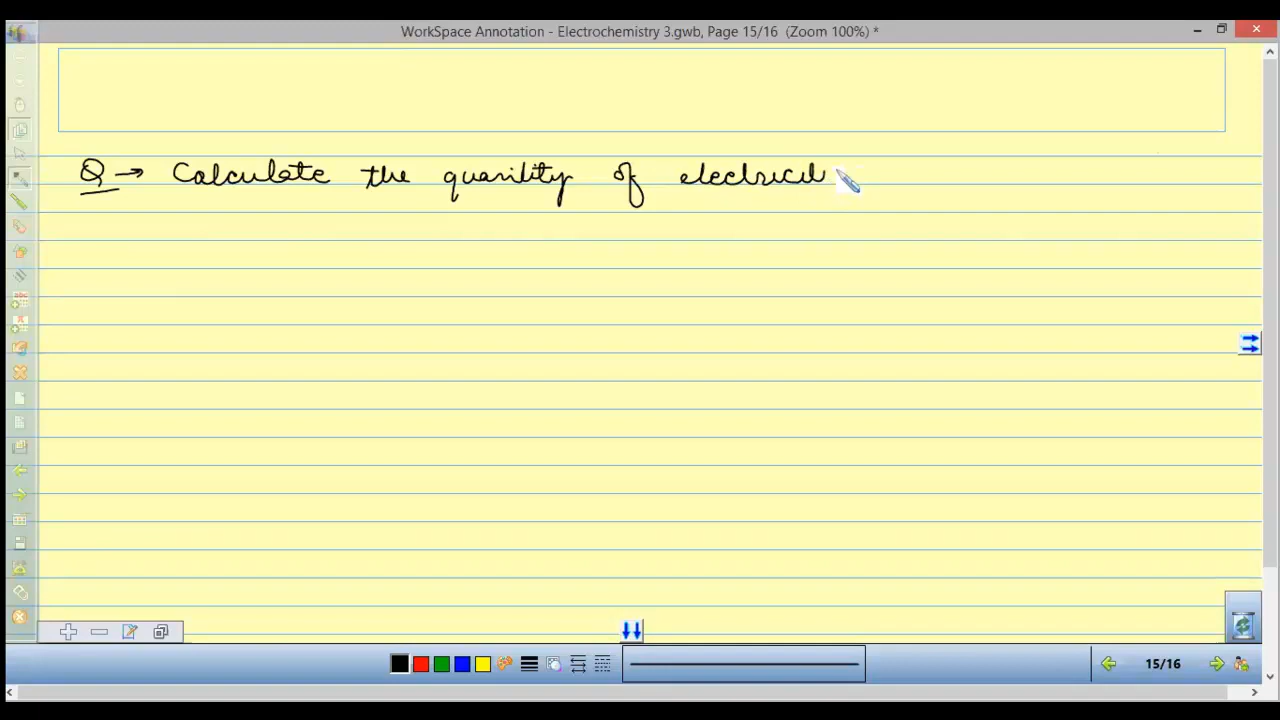 WorkSpace Annotation - Electrochemistry 3.gwb, Page 15/16 (Zoom 100%) *
Q → Calculate the quantity of electricit
15/16